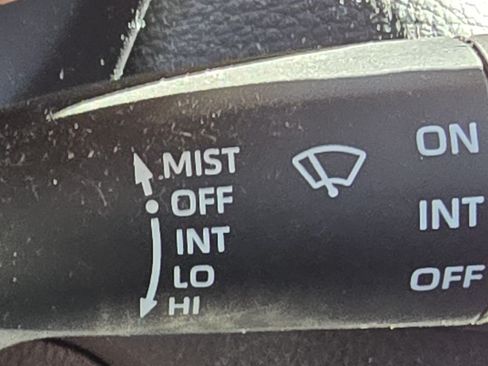 MIST
OFF
INT
LO
HI
ON
INT
OFF